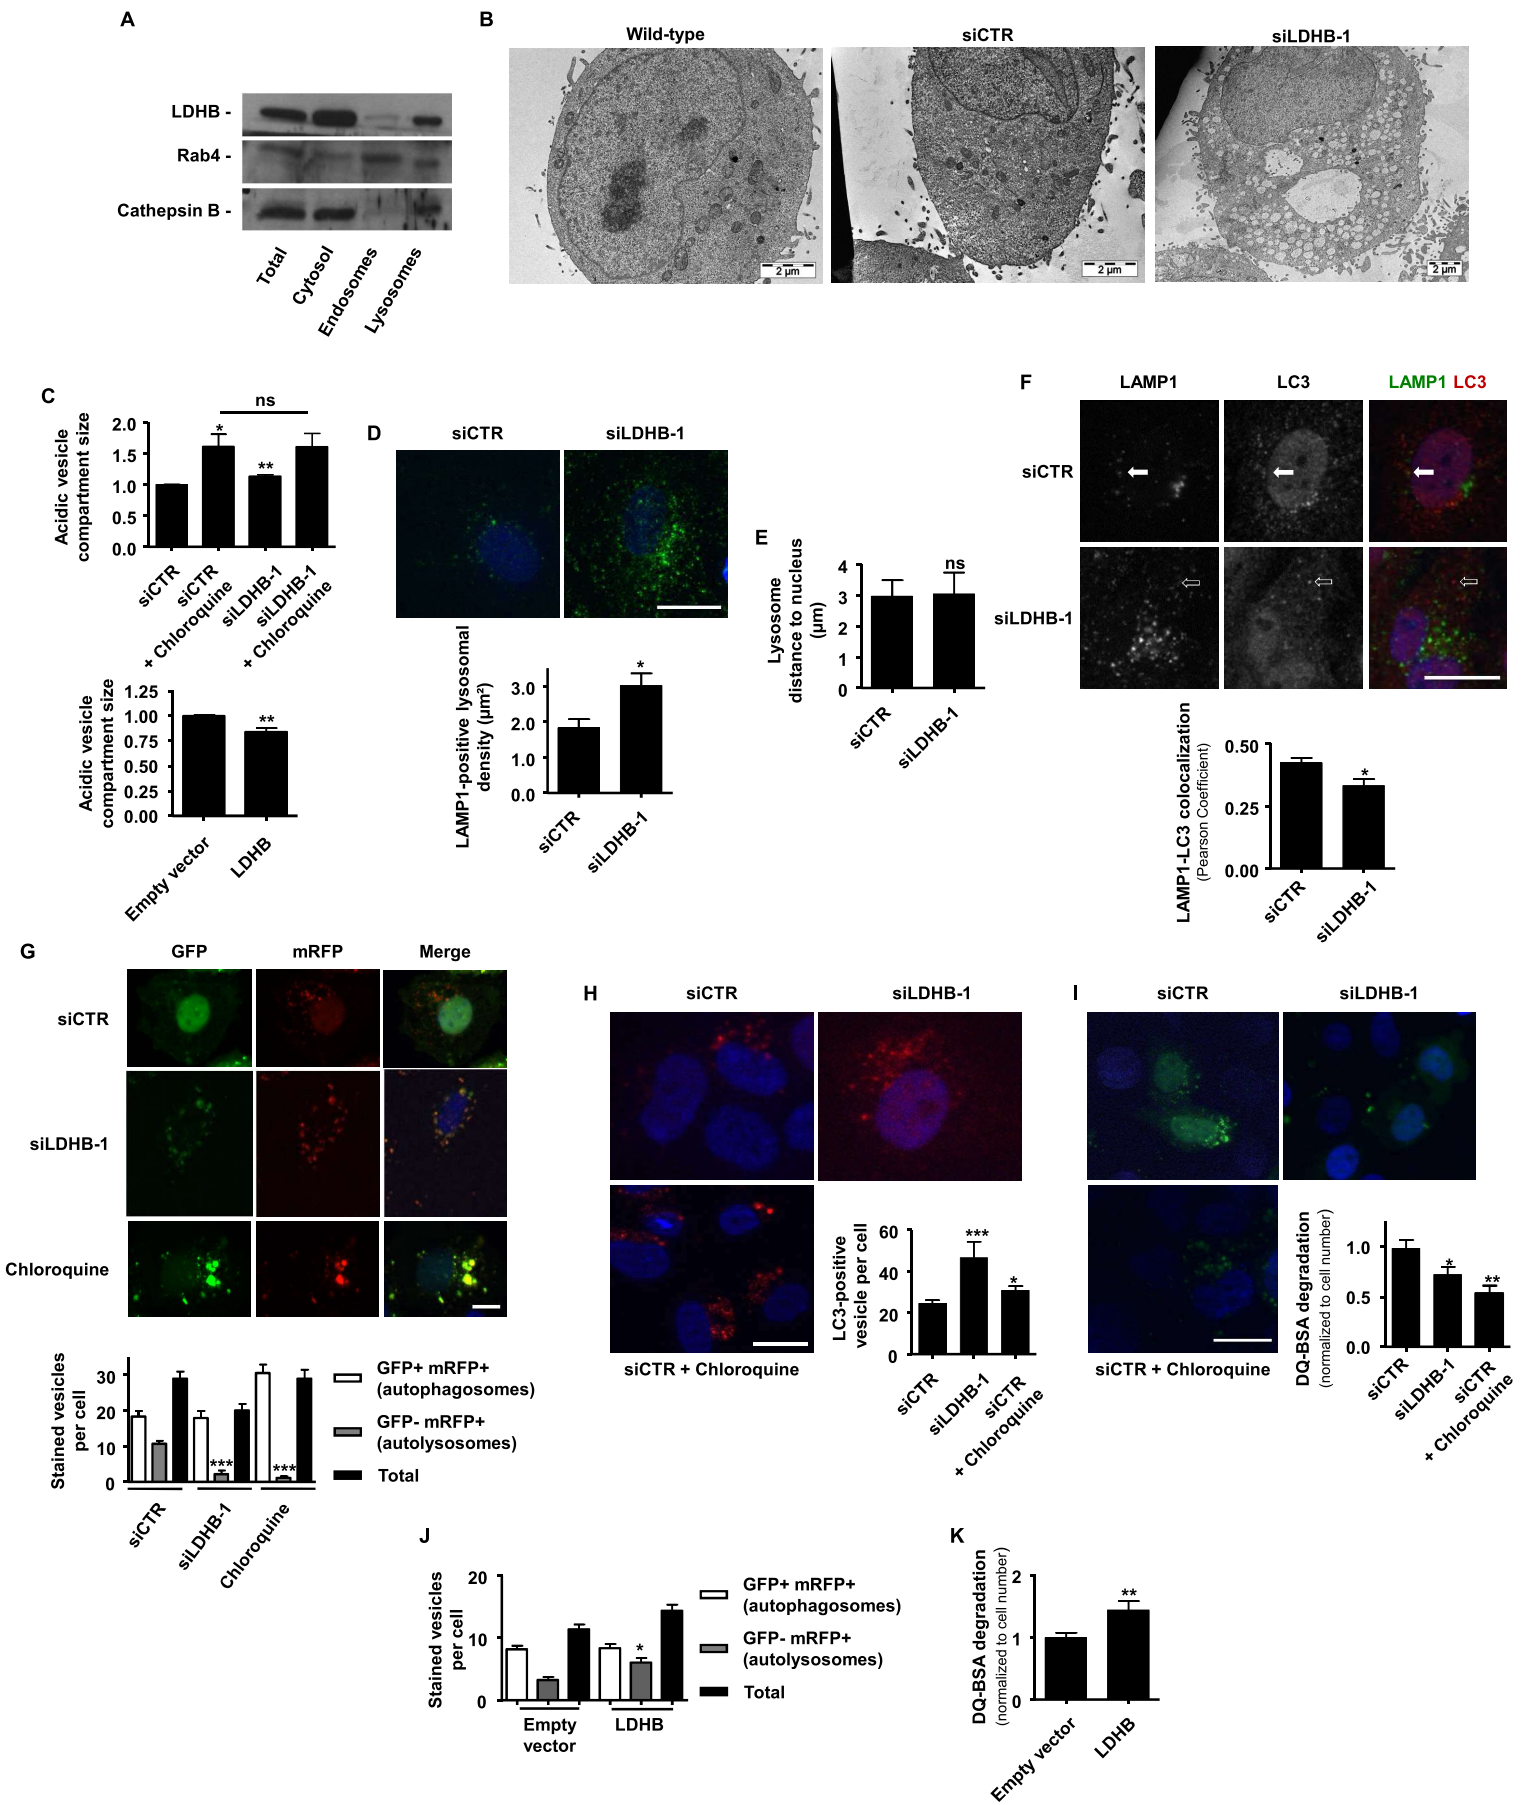 A
LDHB -
Rab4 -
Cathepsin B -
Total
Cytosol
Endosomes
Lysosomes
B
Wild-type
siCTR
siLDHB-1
2 µm
2 µm
2 µm
C
Acidic vesicle
compartment size
2.0
1.5
1.0
0.5
0.0
*
**
ns
siCTR
siCTR
+ Chloroquine
siLDHB-1
siLDHB-1
+ Chloroquine
Acidic vesicle
compartment size
1.25
1.00
0.75
0.50
0.25
0.00
**
Empty vector
LDHB
D
siCTR
siLDHB-1
LAMP1-positive lysosomal
density (µm²)
3.0
2.0
1.0
0.0
*
siCTR
siLDHB-1
E
Lysosome
distance to nucleus
(µm)
4
3
2
1
0
ns
siCTR
siLDHB-1
F
LAMP1
LC3
LAMP1 LC3
siCTR
siLDHB-1
LAMP1-LC3 colocalization
(Pearson Coefficient)
0.50
0.25
0.00
*
siCTR
siLDHB-1
G
GFP
mRFP
Merge
siCTR
siLDHB-1
Chloroquine
Stained vesicles
per cell
30
20
10
0
***
***
siCTR
siLDHB-1
Chloroquine
GFP+ mRFP+
(autophagosomes)
GFP- mRFP+
(autolysosomes)
Total
H
siCTR
siLDHB-1
siCTR + Chloroquine
LC3-positive
vesicle per cell
60
40
20
0
***
*
siCTR
siLDHB-1
siCTR
+ Chloroquine
I
siCTR
siLDHB-1
siCTR + Chloroquine
DQ-BSA degradation
(normalized to cell number)
1.0
0.5
0.0
*
**
siCTR
siLDHB-1
siCTR
+ Chloroquine
J
Stained vesicles
per cell
20
10
0
*
Empty
vector
LDHB
GFP+ mRFP+
(autophagosomes)
GFP- mRFP+
(autolysosomes)
Total
K
DQ-BSA degradation
(normalized to cell number)
2
1
0
**
Empty vector
LDHB